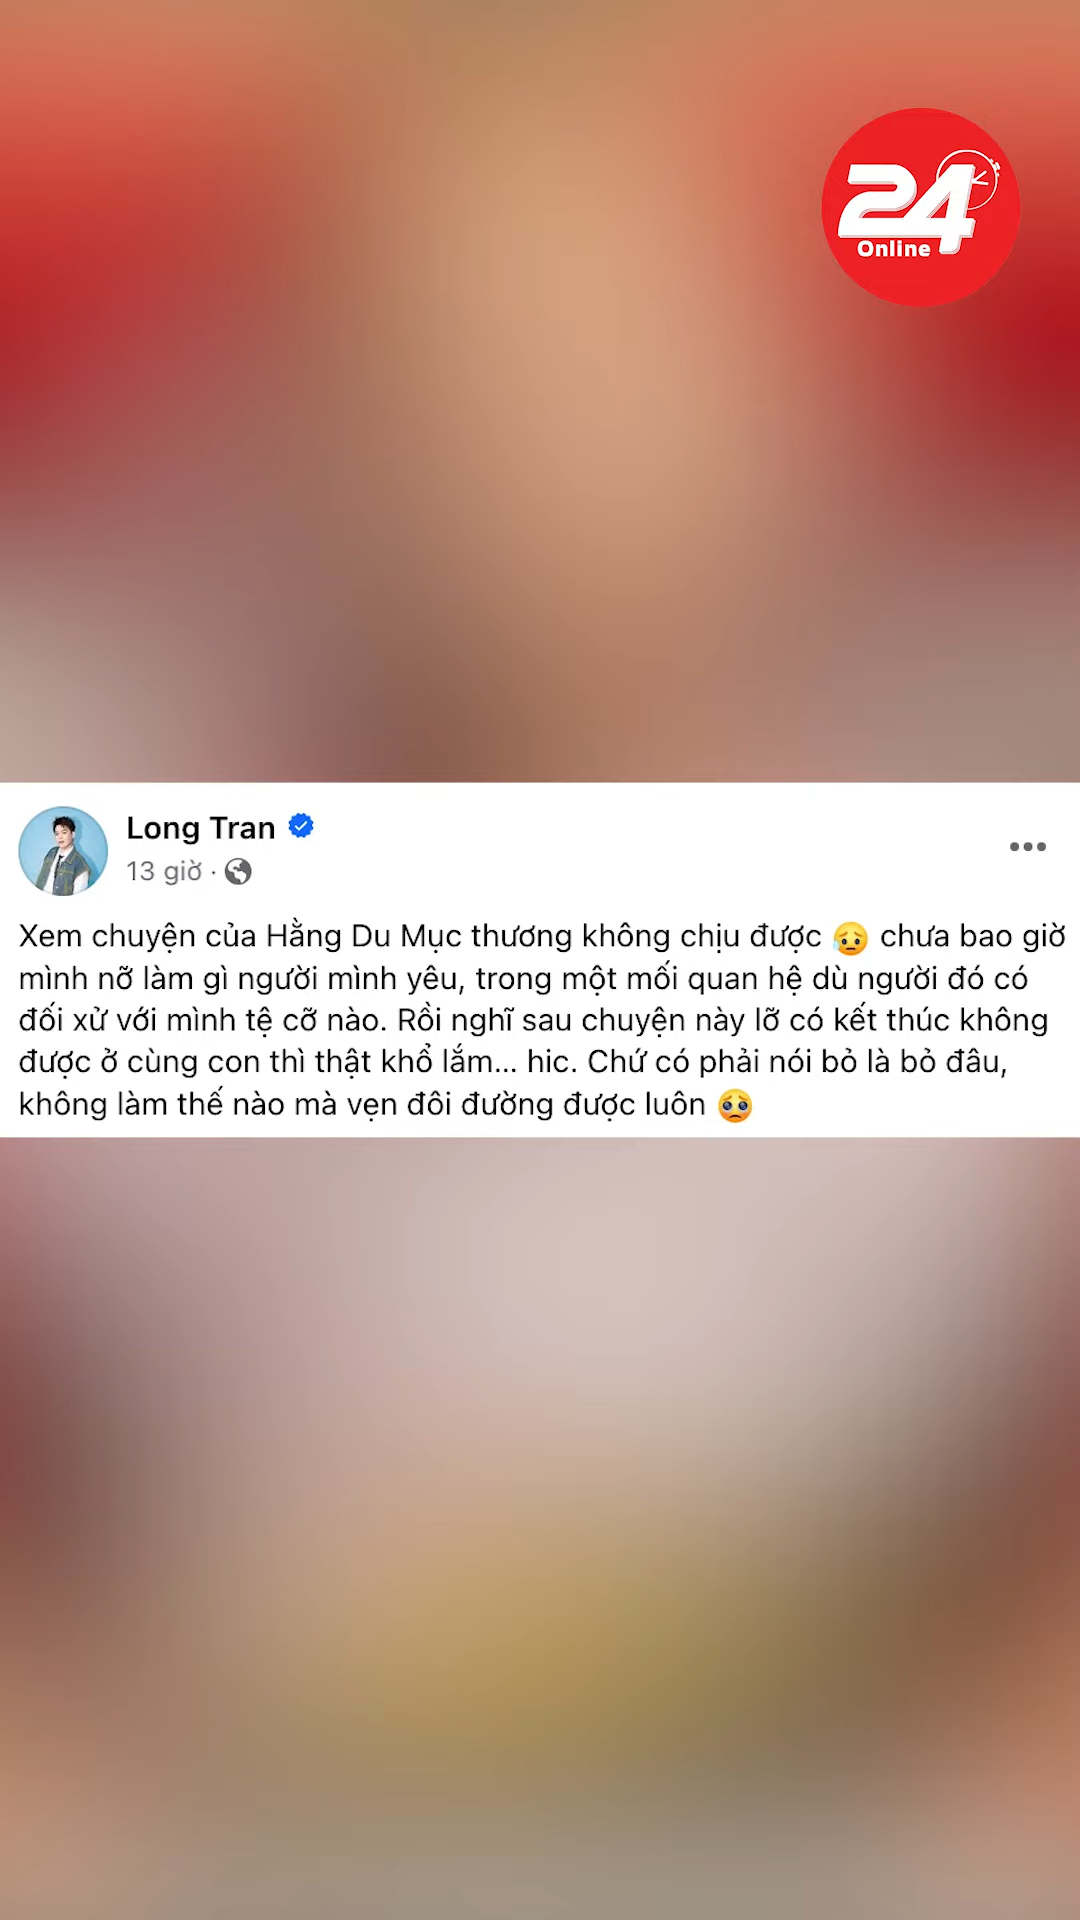 24
Online
Long Tran
13 giờ ·
Xem chuyện của Hằng Du Mục thương không chịu được 😥 chưa bao giờ
mình nỡ làm gì người mình yêu, trong một mối quan hệ dù người đó có
đối xử với mình tệ cỡ nào. Rồi nghĩ sau chuyện này lỡ có kết thúc không
được ở cùng con thì thật khổ lắm... hic. Chứ có phải nói bỏ là bỏ đâu,
không làm thế nào mà vẹn đôi đường được luôn 🥺